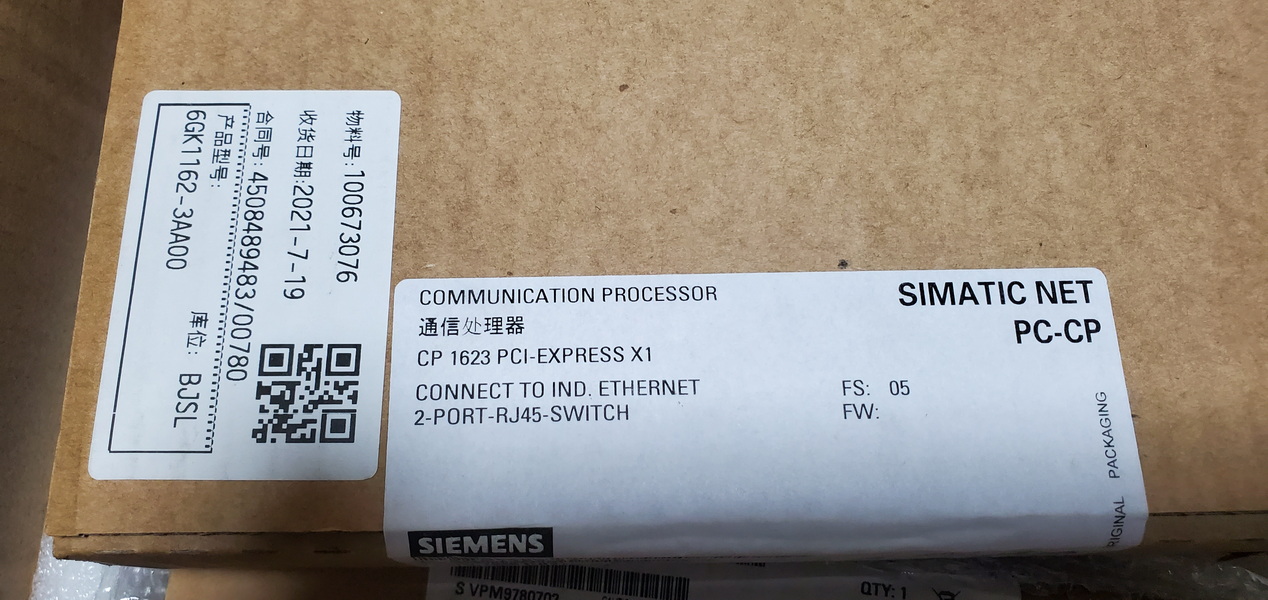 物料号:100673076
收货日期:2021-7-19
合同号:4508489483/00780
产品型号:
6GK1162-3AA00
库位: BJSL
COMMUNICATION PROCESSOR
通信处理器
CP 1623 PCI-EXPRESS X1
CONNECT TO IND. ETHERNET
2-PORT-RJ45-SWITCH
SIMATIC NET
PC-CP
FS: 05
FW:
RIGINAL PACKAGING
SIEMENS
S VPM9780703
QTY: 1